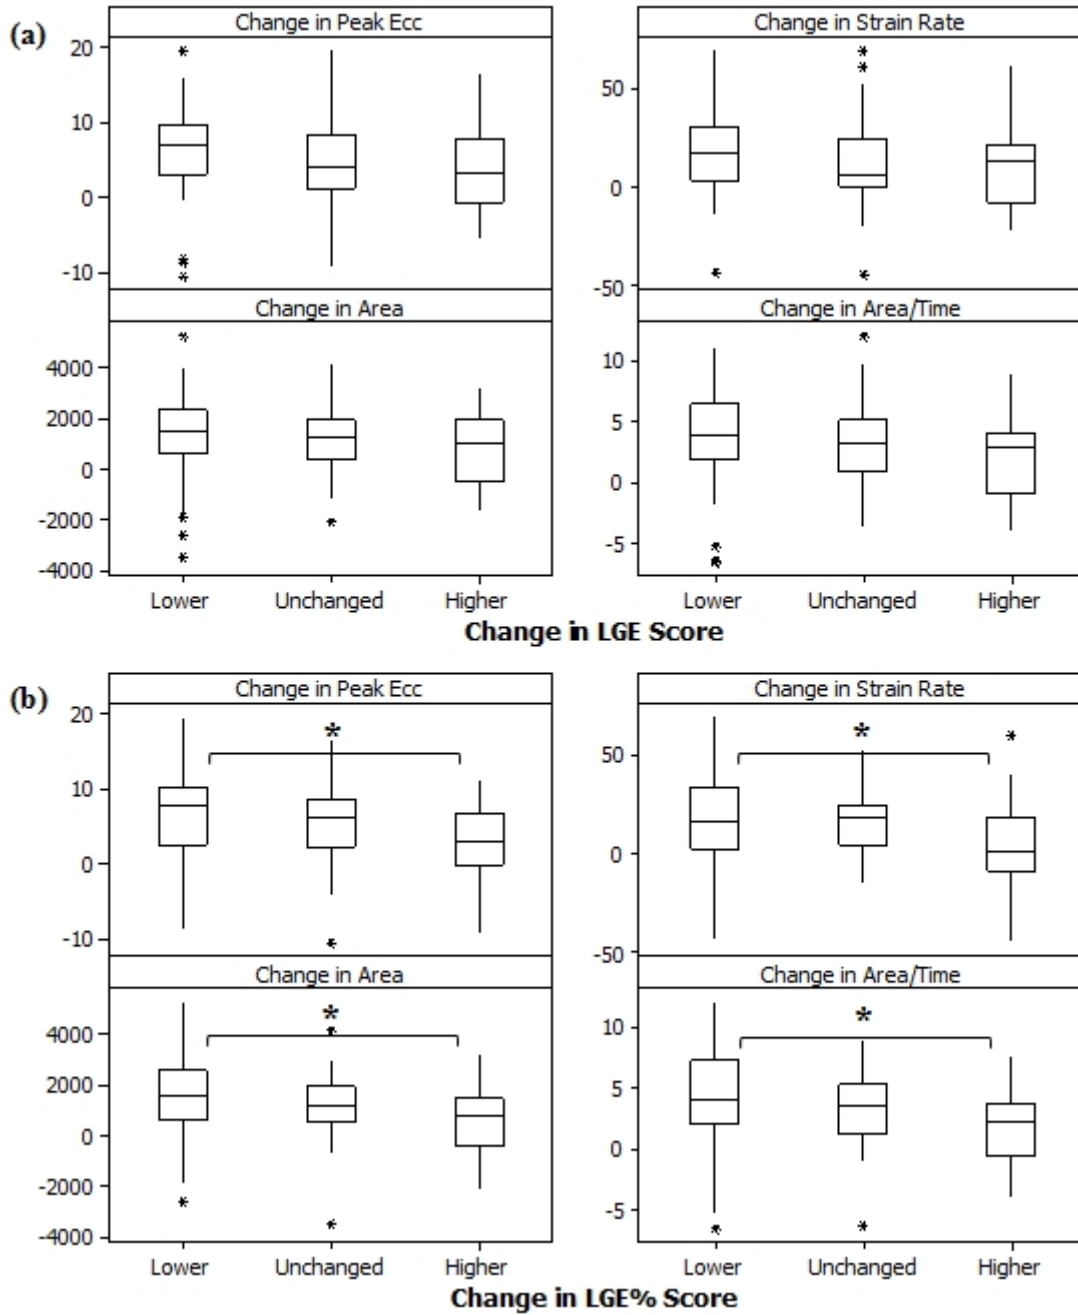 (a)
Change in Peak Ecc
20
10
0
-10
Change in Strain Rate
50
0
-50
Change in Area
4000
2000
0
-2000
-4000
Change in Area/Time
10
5
0
-5
Lower Unchanged Higher
Lower Unchanged Higher
Change in LGE Score
(b)
Change in Peak Ecc
20
*
10
0
-10
Change in Strain Rate
*
50
0
-50
Change in Area
*
4000
2000
0
-2000
-4000
Change in Area/Time
*
10
5
0
-5
Lower Unchanged Higher
Lower Unchanged Higher
Change in LGE% Score